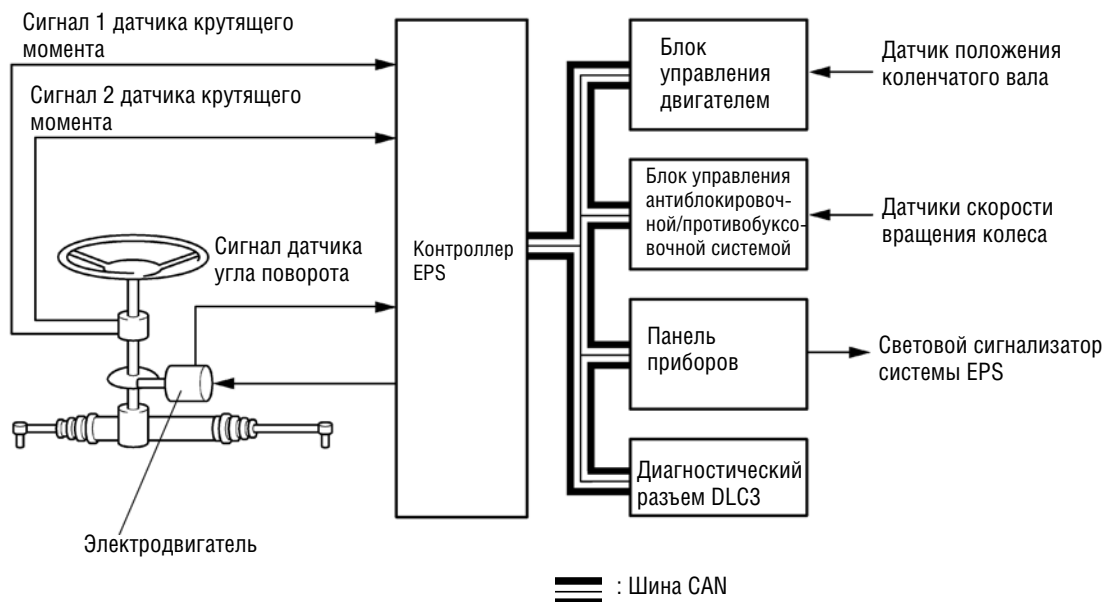 Сигнал 1 датчика крутящего
момента
Сигнал 2 датчика крутящего
момента
Сигнал датчика
угла поворота
Электродвигатель
Контроллер
EPS
Блок
управления
двигателем
Датчик положения
коленчатого вала
Блок управления
антиблокировоч-
ной/противобуксо-
вочной системой
Датчики скорости
вращения колеса
Панель
приборов
Световой сигнализатор
системы EPS
Диагностический
разъем DLC3
: Шина CAN